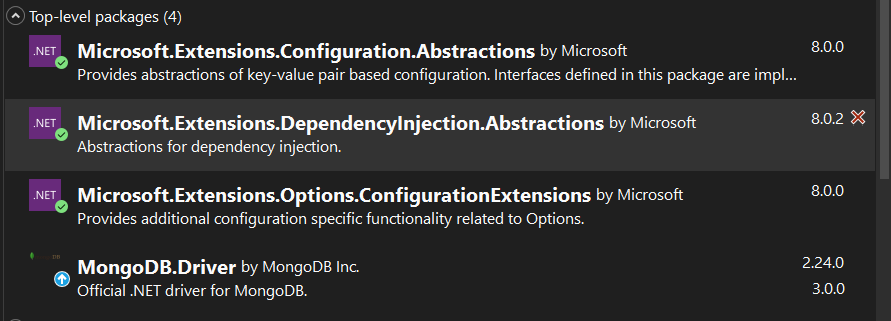 Top-level packages (4)
.NET
Microsoft.Extensions.Configuration.Abstractions by Microsoft 8.0.0
Provides abstractions of key-value pair based configuration. Interfaces defined in this package are impl...
.NET
Microsoft.Extensions.DependencyInjection.Abstractions by Microsoft 8.0.2
Abstractions for dependency injection.
.NET
Microsoft.Extensions.Options.ConfigurationExtensions by Microsoft 8.0.0
Provides additional configuration specific functionality related to Options.
MongoDB.Driver by MongoDB Inc. 2.24.0
Official .NET driver for MongoDB. 3.0.0